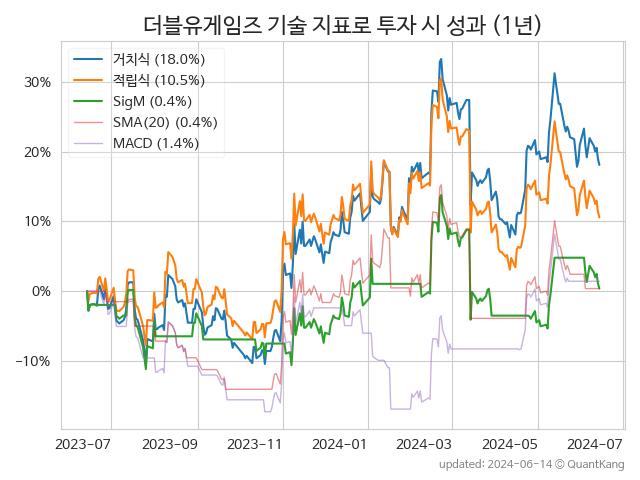 더블유게임즈 기술 지표로 투자 시 성과 (1년)
거치식 (18.0%)
적립식 (10.5%)
SigM (0.4%)
SMA(20) (0.4%)
MACD (1.4%)
30%
20%
10%
0%
−10%
2023-07 2023-09 2023-11 2024-01 2024-03 2024-05 2024-07
updated: 2024-06-14 ⓒ QuantKang